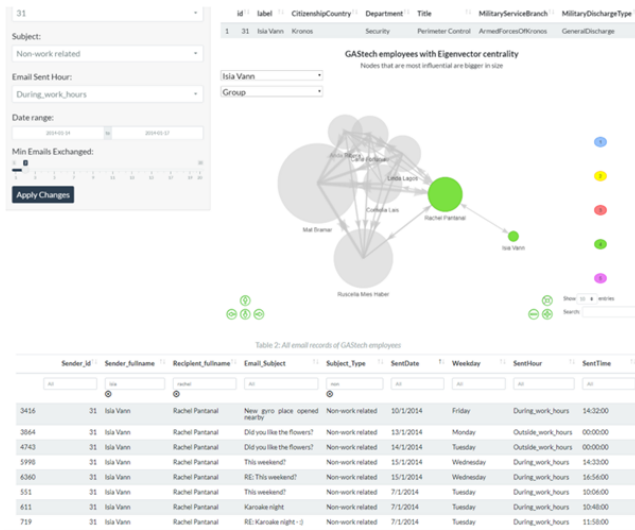 31
Subject:
Non-work related
Email Sent Hour:
During_work_hours
Date range:
to
Min Emails Exchanged:
Apply Changes
id label CitizenshipCountry Department Title MilitaryServiceBranch MilitaryDischargeType
1 31 Isia Vann Kronos Security Perimeter Control ArmedForcesOfKronos GeneralDischarge
GAStech employees with Eigenvector centrality
Nodes that are most influential are bigger in size
Isia Vann
Group
Linda Lagos
Corneila Lais
Rachel Pantanal
Mat Bramar
Isia Vann
Ruscella Mies Haber
1
2
3
4
5
Show 10 entries
Search:
Table 2: All email records of GAStech employees
Sender_id Sender_fullname Recipient_fullname Email_Subject Subject_Type SentDate Weekday SentHour SentTime
All isia rachel All non All All All All
3416 31 Isia Vann Rachel Pantanal New gyro place opened nearby Non-work related 10/1/2014 Friday During_work_hours 14:32:00
3864 31 Isia Vann Rachel Pantanal Did you like the flowers? Non-work related 13/1/2014 Monday Outside_work_hours 00:00:00
4743 31 Isia Vann Rachel Pantanal Did you like the flowers? Non-work related 14/1/2014 Tuesday Outside_work_hours 00:00:00
5998 31 Isia Vann Rachel Pantanal This weekend? Non-work related 15/1/2014 Wednesday During_work_hours 14:33:00
6360 31 Isia Vann Rachel Pantanal RE: This weekend? Non-work related 15/1/2014 Wednesday During_work_hours 16:56:00
551 31 Isia Vann Rachel Pantanal This weekend? Non-work related 7/1/2014 Tuesday During_work_hours 10:06:00
611 31 Isia Vann Rachel Pantanal Karoake night Non-work related 7/1/2014 Tuesday During_work_hours 10:48:00
719 31 Isia Vann Rachel Pantanal RE: Karoake night - :) Non-work related 7/1/2014 Tuesday During_work_hours 11:58:00